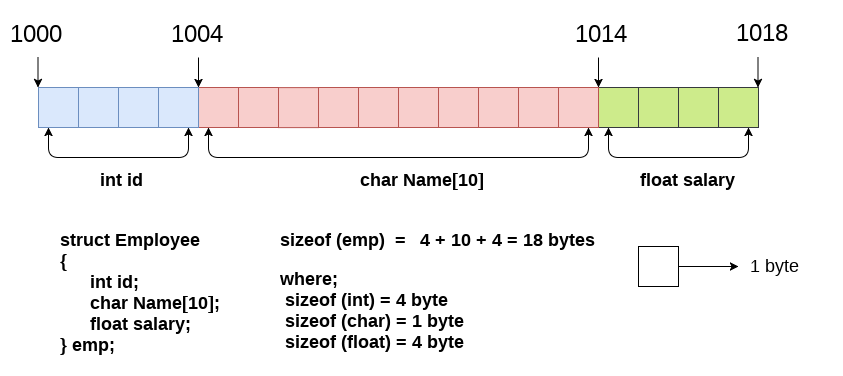 1000 1004 1014 1018
int id char Name[10] float salary
struct Employee
{
int id;
char Name[10];
float salary;
} emp;
sizeof (emp) = 4 + 10 + 4 = 18 bytes
where;
sizeof (int) = 4 byte
sizeof (char) = 1 byte
sizeof (float) = 4 byte
1 byte